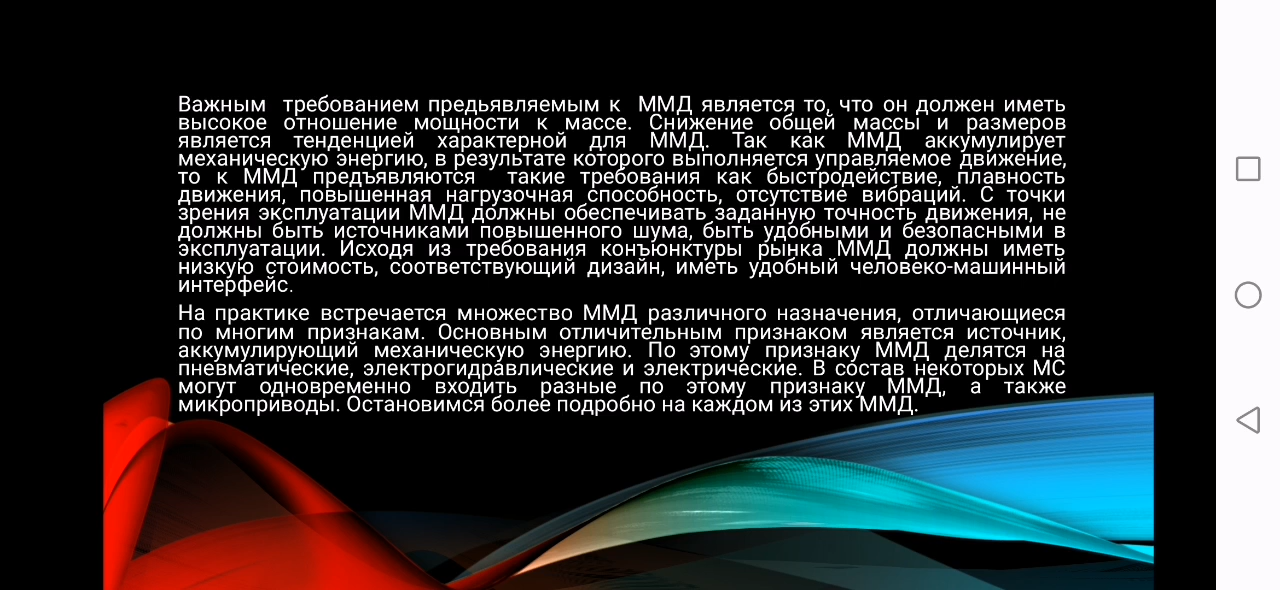 Важным  требованием предьявляемым к  ММД является то, что он должен иметь
высокое отношение мощности к массе. Снижение общей массы и размеров
является тенденцией характерной для ММД. Так как ММД аккумулирует
механическую энергию, в результате которого выполняется управляемое движение,
то к ММД предъявляются  такие требования как быстродействие, плавность
движения, повышенная нагрузочная способность, отсутствие вибраций. С точки
зрения эксплуатации ММД должны обеспечивать заданную точность движения, не
должны быть источниками повышенного шума, быть удобными и безопасными в
эксплуатации. Исходя из требования конъюнктуры рынка ММД должны иметь
низкую стоимость, соответствующий дизайн, иметь удобный человеко-машинный
интерфейс.
На практике встречается множество ММД различного назначения, отличающиеся
по многим признакам. Основным отличительным признаком является источник,
аккумулирующий механическую энергию. По этому признаку ММД делятся на
пневматические, электрогидравлические и электрические. В состав некоторых МС
могут одновременно входить разные по этому признаку ММД, а также
микроприводы. Остановимся более подробно на каждом из этих ММД.